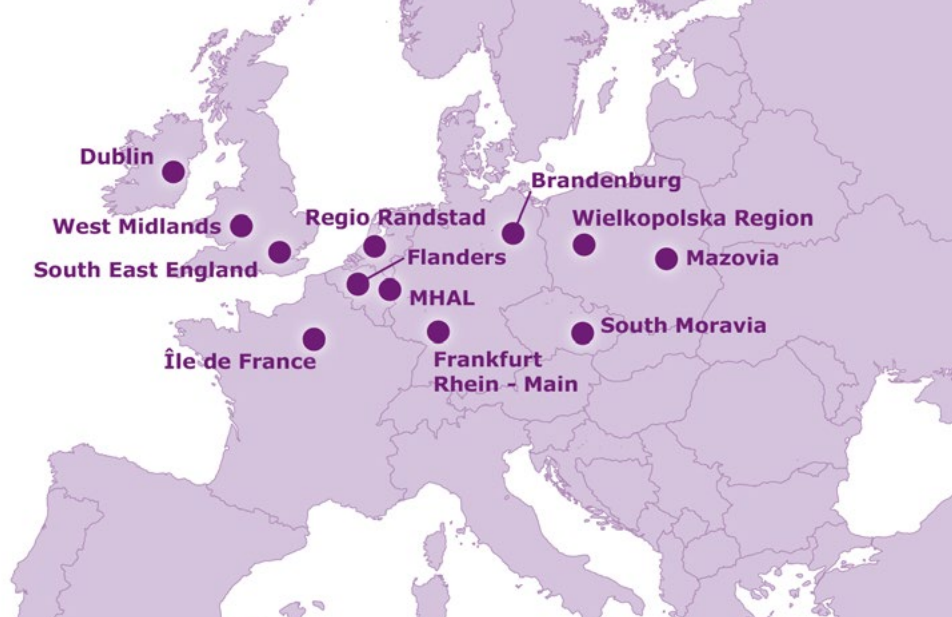 Dublin
Brandenburg
West Midlands
Regio Randstad
Wielkopolska Region
South East England
Flanders
Mazovia
MHAL
South Moravia
Île de France
Frankfurt
Rhein - Main